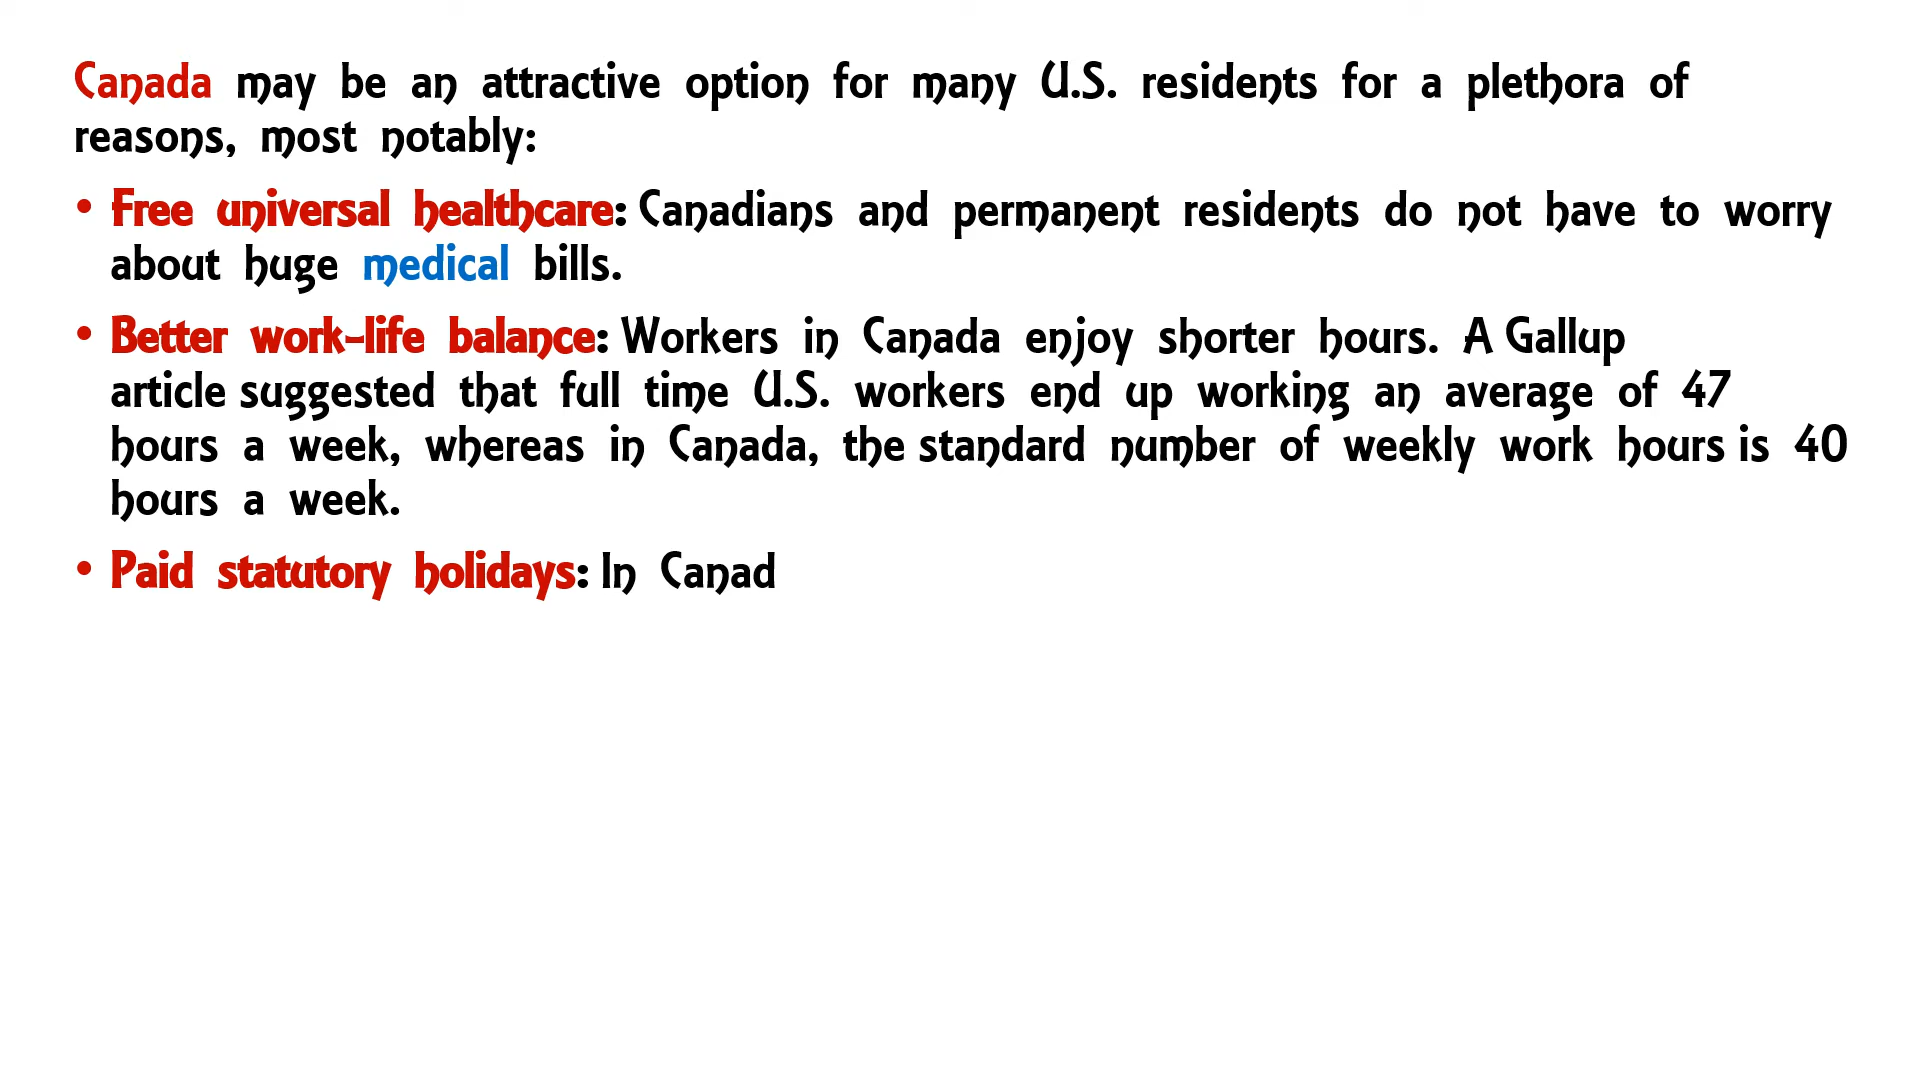 Canada may be an attractive option for many U.S. residents for a plethora of
reasons, most notably:
• Free universal healthcare: Canadians and permanent residents do not have to worry
about huge medical bills.
• Better work-life balance: Workers in Canada enjoy shorter hours. A Gallup
article suggested that full time U.S. workers end up working an average of 47
hours a week, whereas in Canada, the standard number of weekly work hours is 40
hours a week.
• Paid statutory holidays: In Canad